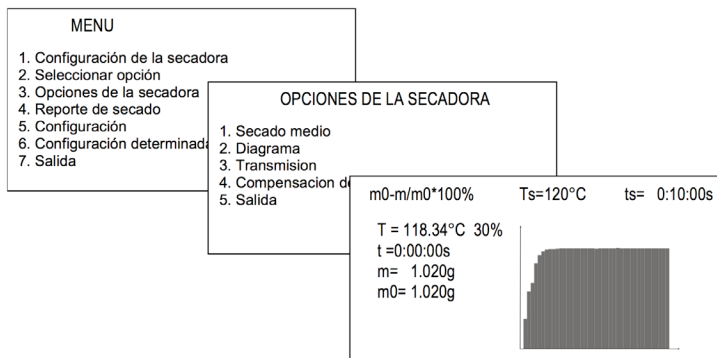 MENU
1. Configuración de la secadora
2. Seleccionar opción
3. Opciones de la secadora
4. Reporte de secado
5. Configuración
6. Configuración determinada
7. Salida
OPCIONES DE LA SECADORA
1. Secado medio
2. Diagrama
3. Transmision
4. Compensacion
5. Salida
m0-m/m0*100% Ts=120°C ts= 0:10:00s
T = 118.34°C 30%
t =0:00:00s
m= 1.020g
m0= 1.020g